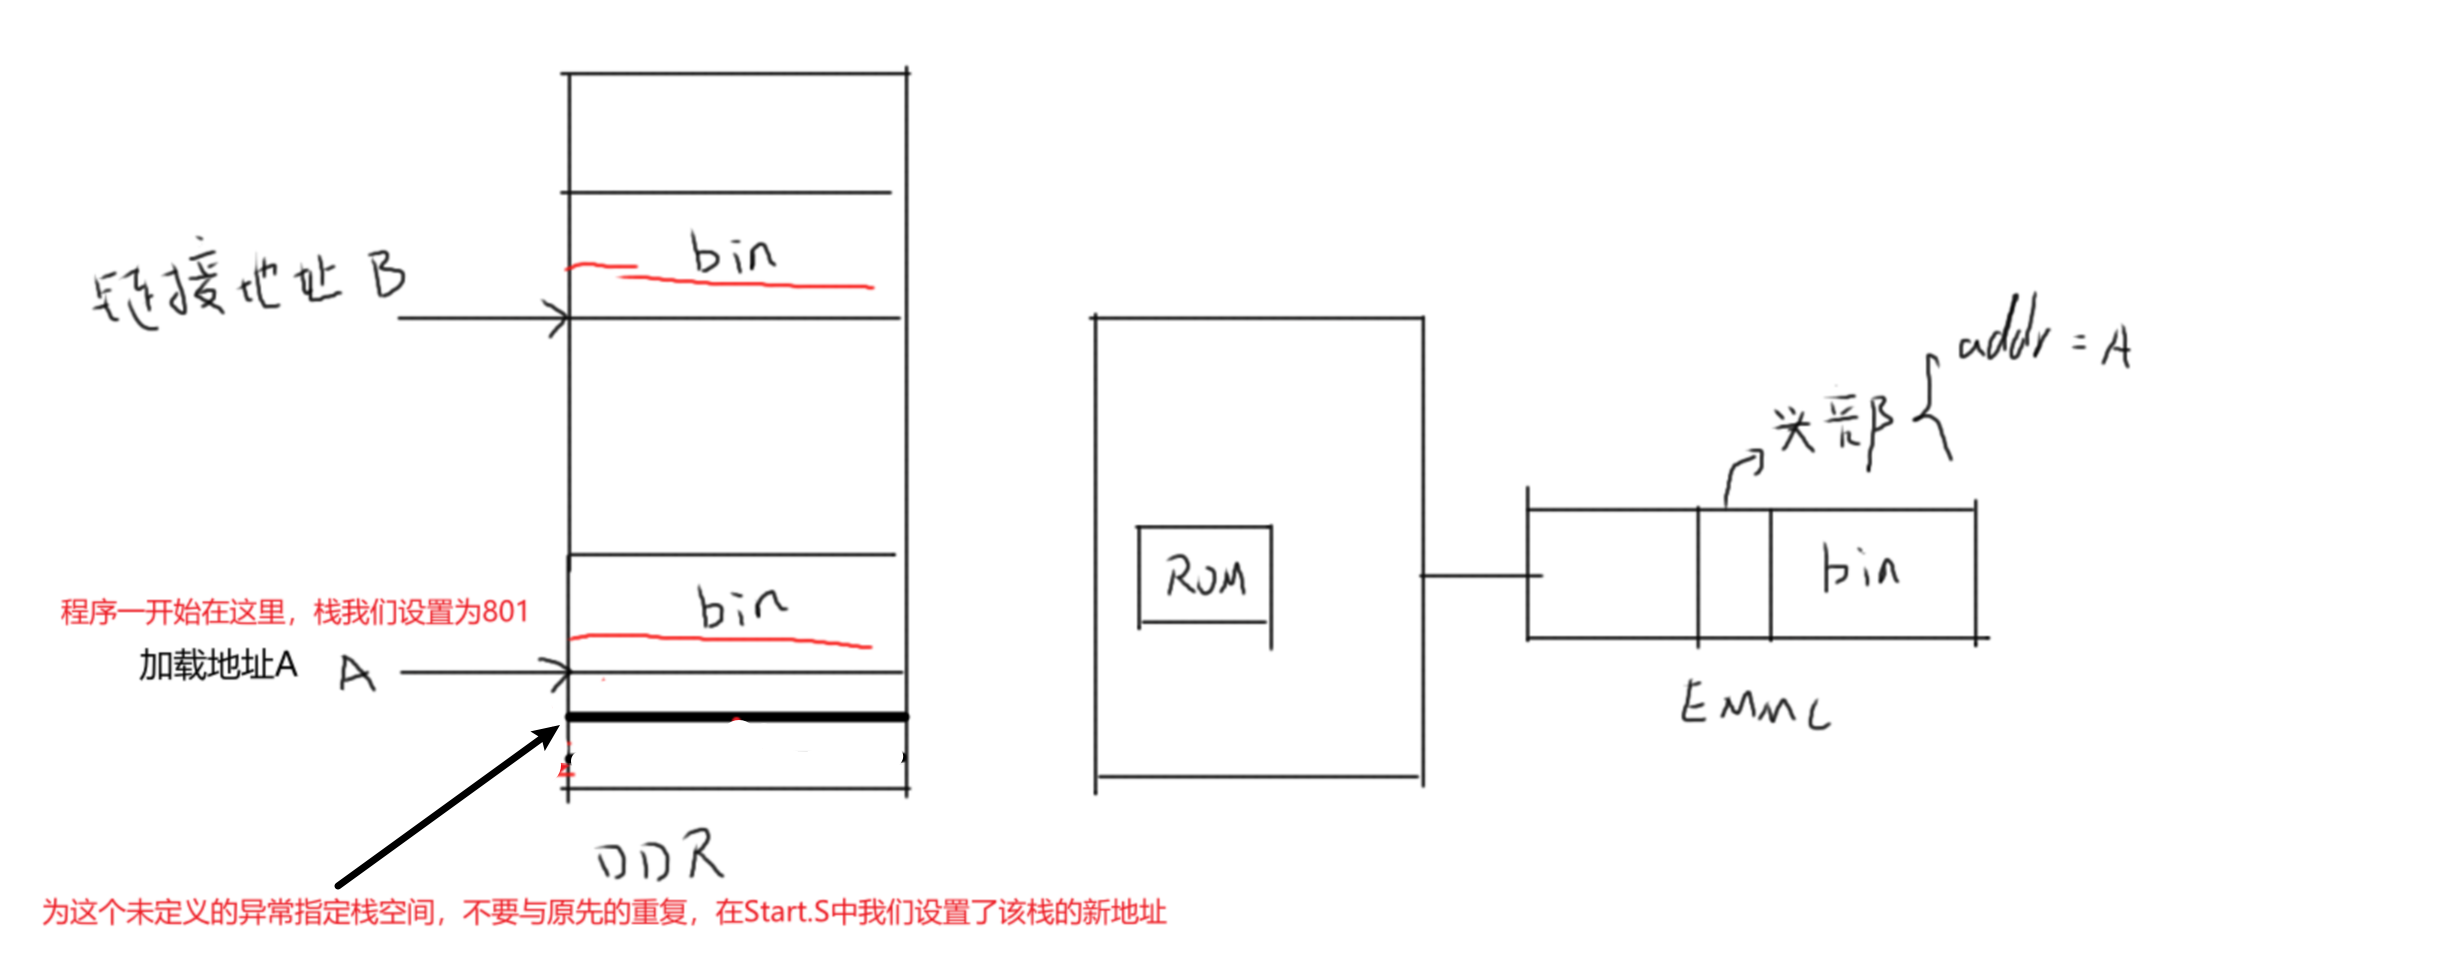 链接地址 B
bin
程序一开始在这里，栈我们设置为801
加载地址A A
bin
DDR
为这个未定义的异常指定栈空间，不要与原先的重复，在Start.S中我们设置了该栈的新地址
ROM
addr = A
头部
bin
EMMC